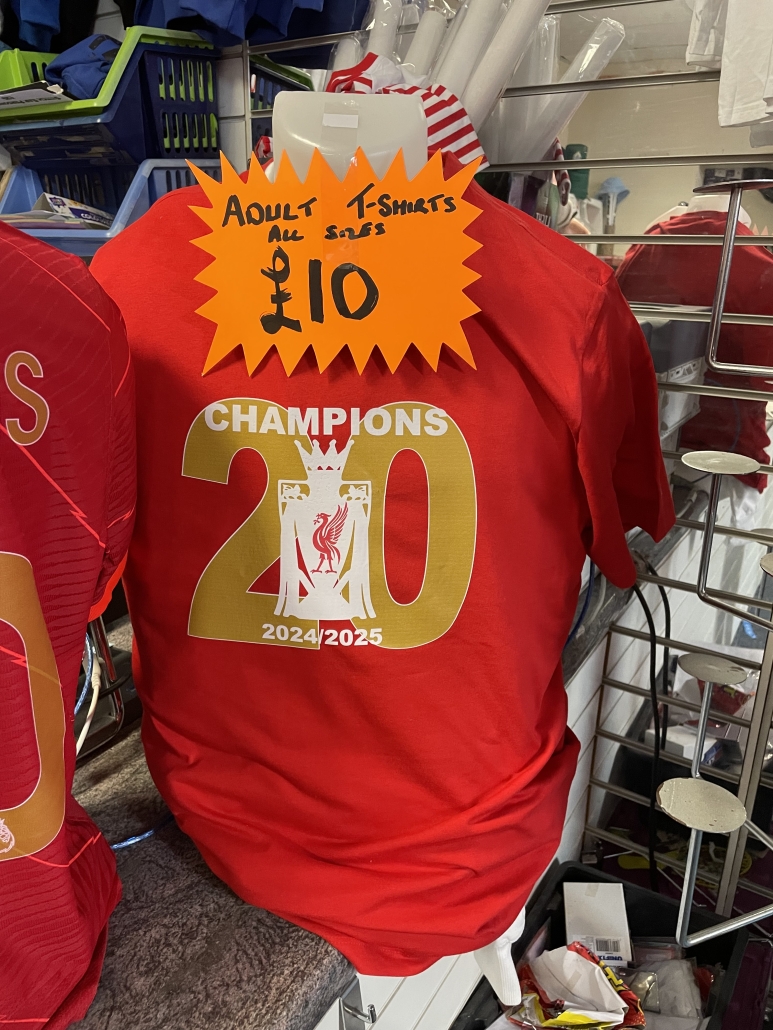 ADULT T-SHIRTS
ALL SIZES
£10
CHAMPIONS
20
2024/2025
S